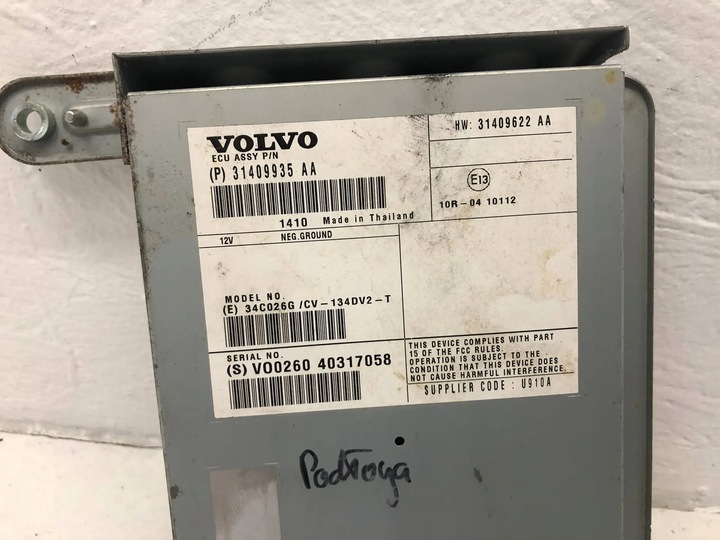 VOLVO
ECU ASSY P/N
(P) 31409935 AA
1410 Made in Thailand
HW: 31409622 AA
E13
10R-04 10112
12V NEG.GROUND
MODEL NO.
(E) 34C026G /CV-134DV2-T
SERIAL NO.
(S) VO0260 40317058
THIS DEVICE COMPLIES WITH PART
15 OF THE FCC RULES.
OPERATION IS SUBJECT TO THE
CONDITION THAT THIS DEVICE DOES
NOT CAUSE HARMFUL INTERFERENCE.
SUPPLIER CODE : U910A
Podłoga